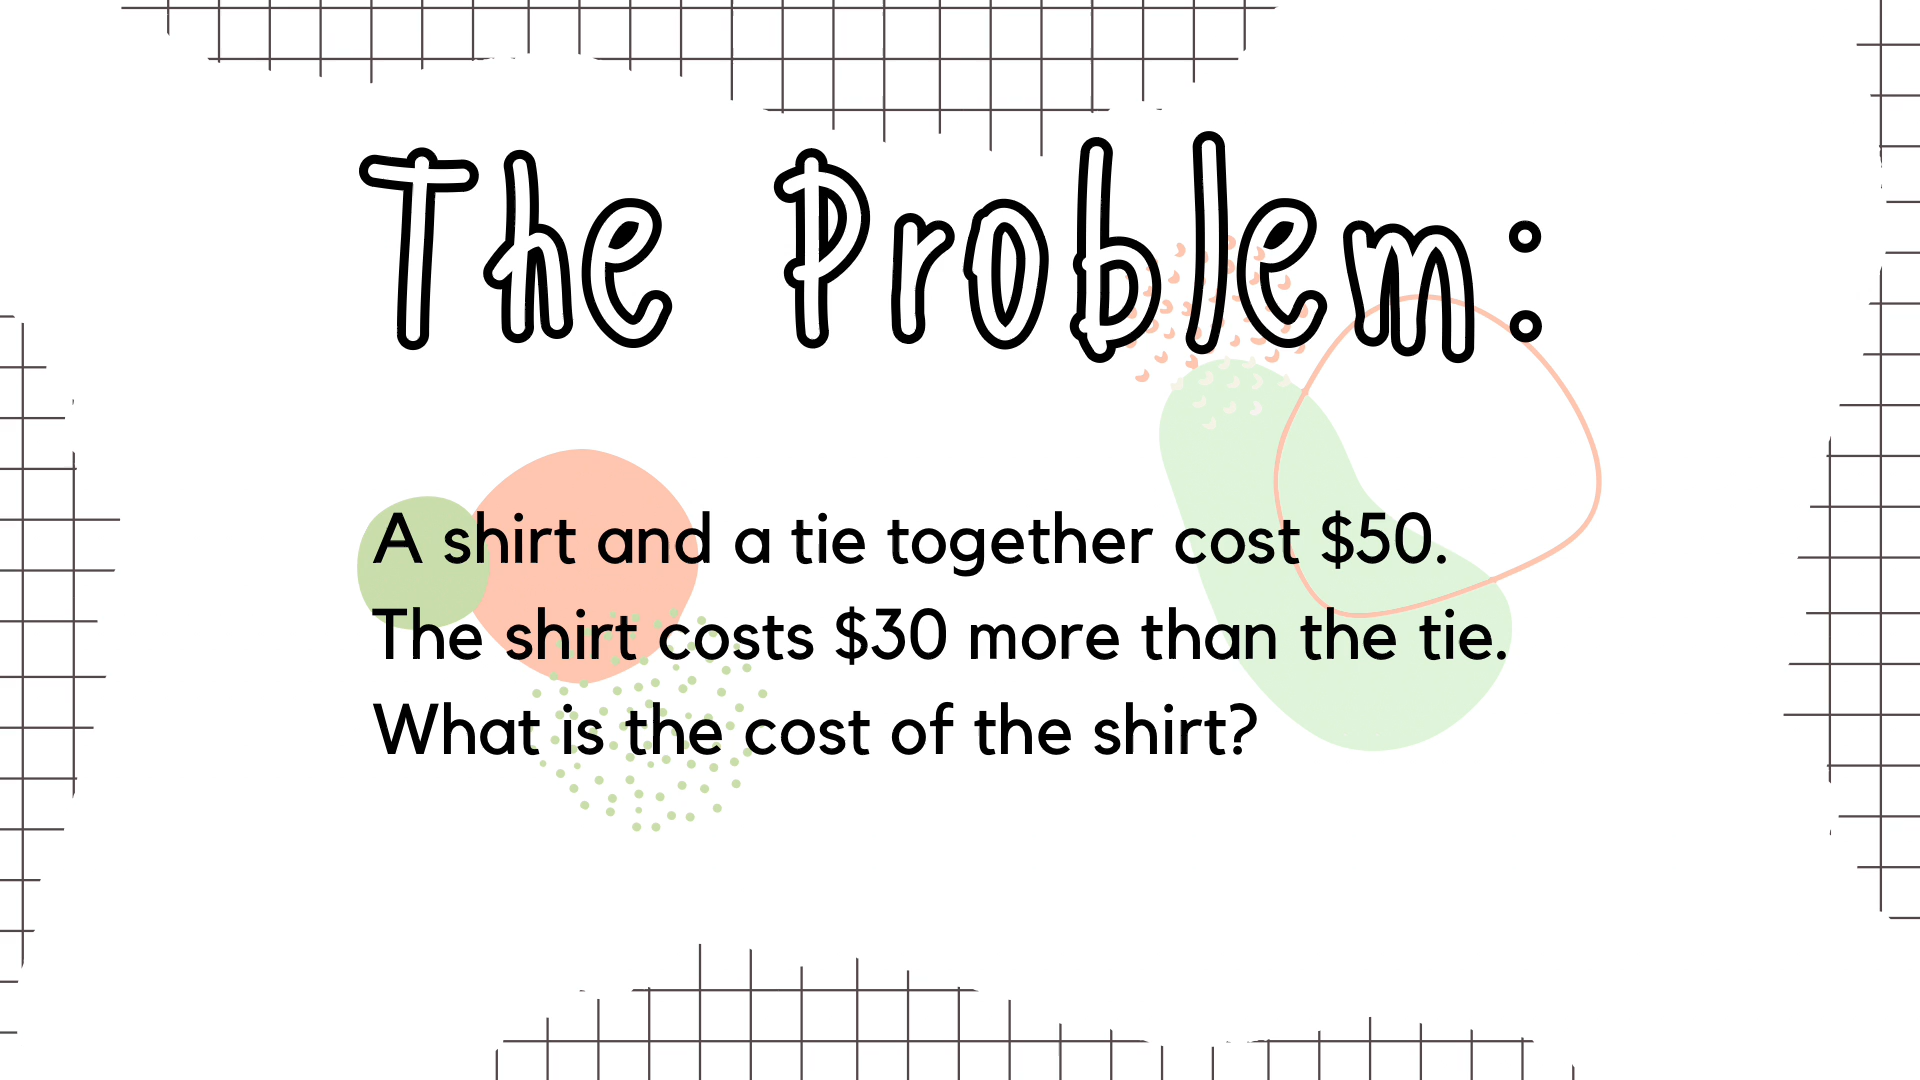 The Problem:
A shirt and a tie together cost $50.
The shirt costs $30 more than the tie.
What is the cost of the shirt?